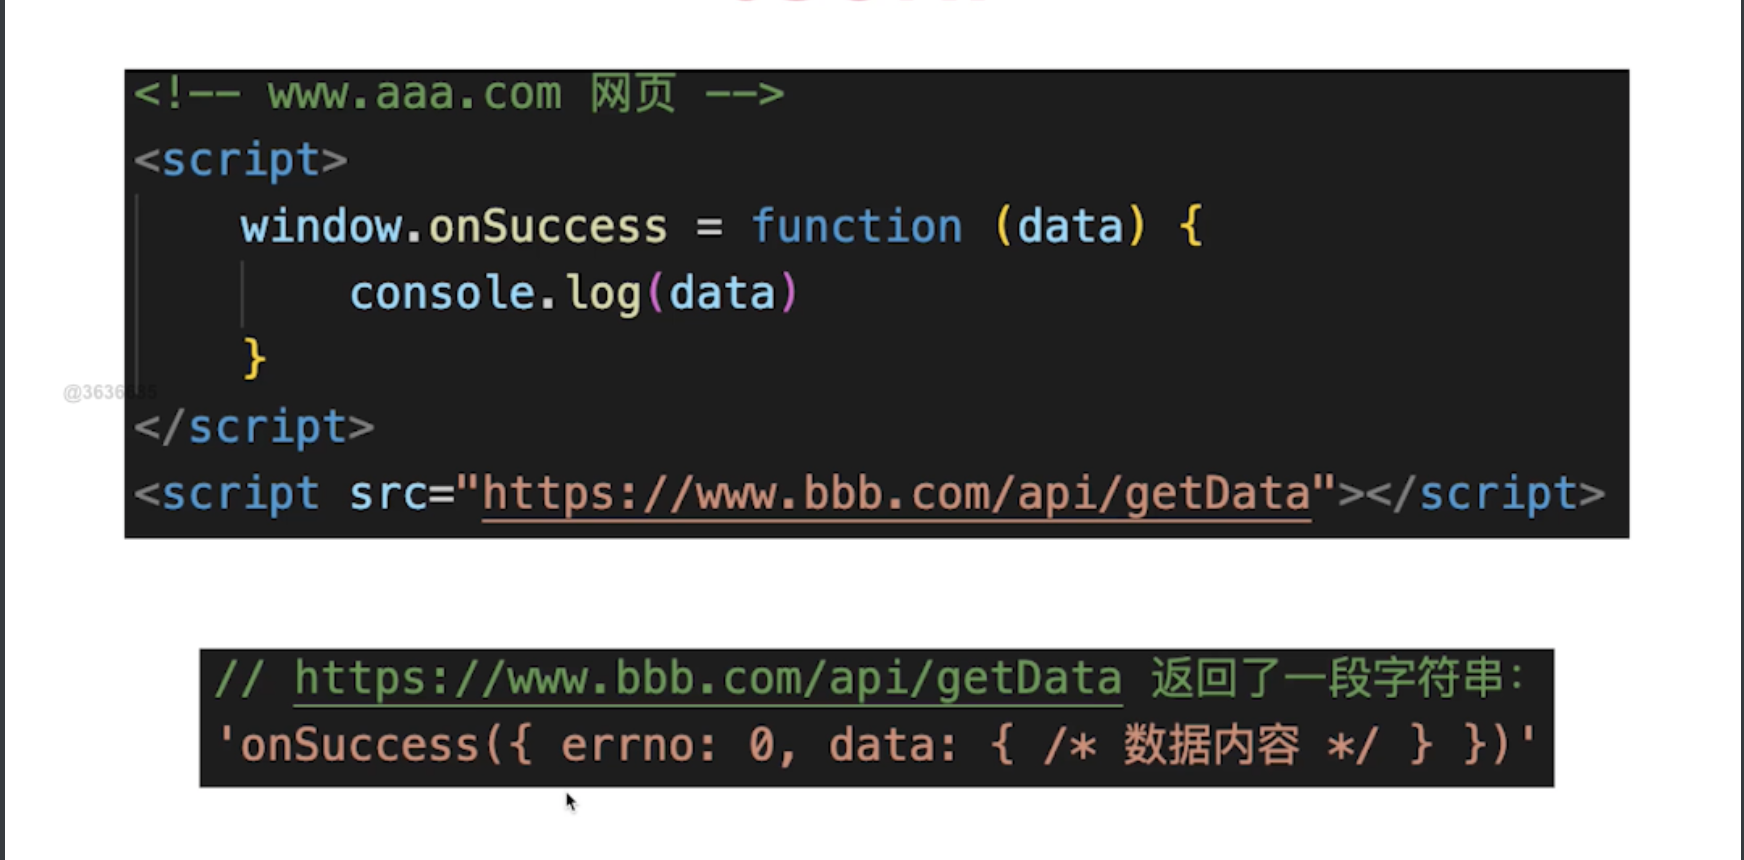 <!-- www.aaa.com 网页 -->
<script>
window.onSuccess = function (data) {
console.log(data)
}
</script>
<script src="https://www.bbb.com/api/getData"></script>
// https://www.bbb.com/api/getData 返回了一段字符串:
'onSuccess({ errno: 0, data: { /* 数据内容 */ } })'